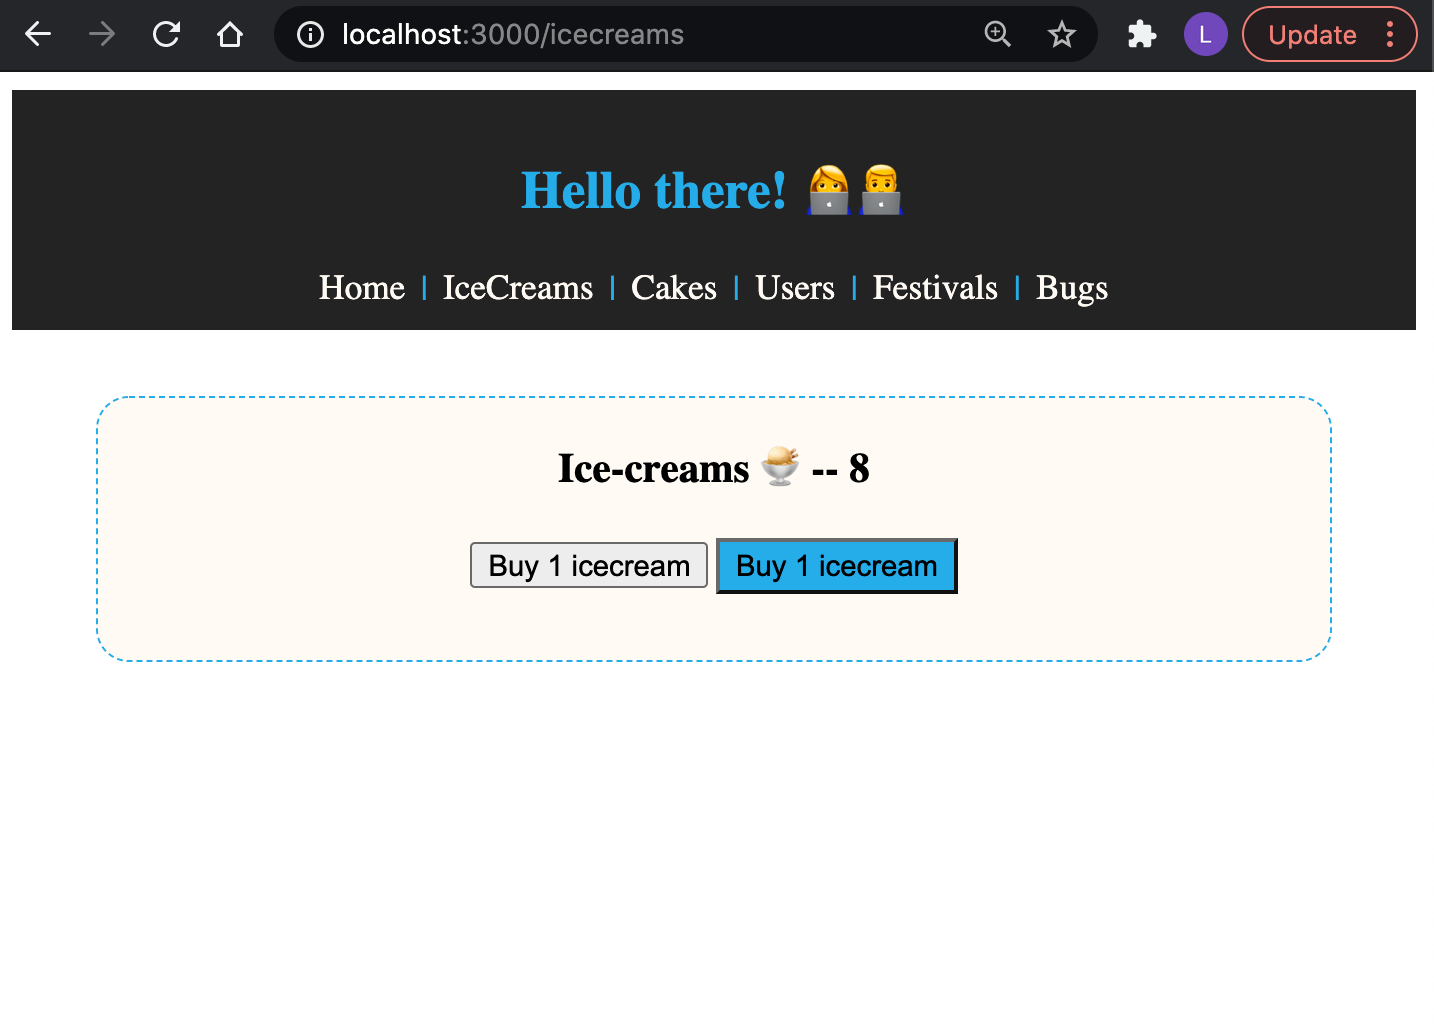 localhost:3000/icecreams
L
Update
Hello there! 👩‍💻👨‍💻
Home | IceCreams | Cakes | Users | Festivals | Bugs
Ice-creams 🍨 -- 8
Buy 1 icecream Buy 1 icecream